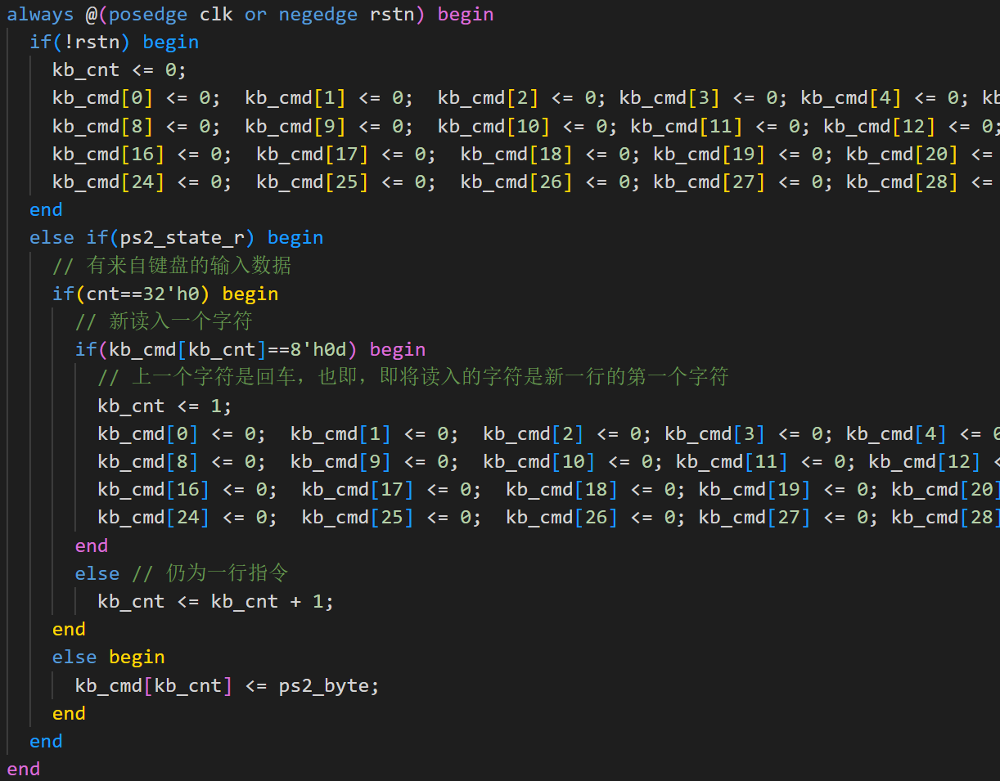 always @(posedge clk or negedge rstn) begin
  if(!rstn) begin
    kb_cnt <= 0;
    kb_cmd[0] <= 0;  kb_cmd[1] <= 0;  kb_cmd[2] <= 0; kb_cmd[3] <= 0; kb_cmd[4] <= 0; kb
    kb_cmd[8] <= 0;  kb_cmd[9] <= 0;  kb_cmd[10] <= 0; kb_cmd[11] <= 0; kb_cmd[12] <= 0;
    kb_cmd[16] <= 0;  kb_cmd[17] <= 0;  kb_cmd[18] <= 0; kb_cmd[19] <= 0; kb_cmd[20] <=
    kb_cmd[24] <= 0;  kb_cmd[25] <= 0;  kb_cmd[26] <= 0; kb_cmd[27] <= 0; kb_cmd[28] <=
  end
  else if(ps2_state_r) begin
    // 有来自键盘的输入数据
    if(cnt==32'h0) begin
      // 新读入一个字符
      if(kb_cmd[kb_cnt]==8'h0d) begin
        // 上一个字符是回车，也即，即将读入的字符是新一行的第一个字符
        kb_cnt <= 1;
        kb_cmd[0] <= 0;  kb_cmd[1] <= 0;  kb_cmd[2] <= 0; kb_cmd[3] <= 0; kb_cmd[4] <= 0
        kb_cmd[8] <= 0;  kb_cmd[9] <= 0;  kb_cmd[10] <= 0; kb_cmd[11] <= 0; kb_cmd[12] <
        kb_cmd[16] <= 0;  kb_cmd[17] <= 0;  kb_cmd[18] <= 0; kb_cmd[19] <= 0; kb_cmd[20]
        kb_cmd[24] <= 0;  kb_cmd[25] <= 0;  kb_cmd[26] <= 0; kb_cmd[27] <= 0; kb_cmd[28]
      end
      else // 仍为一行指令
        kb_cnt <= kb_cnt + 1;
    end
    else begin
      kb_cmd[kb_cnt] <= ps2_byte;
    end
  end
end